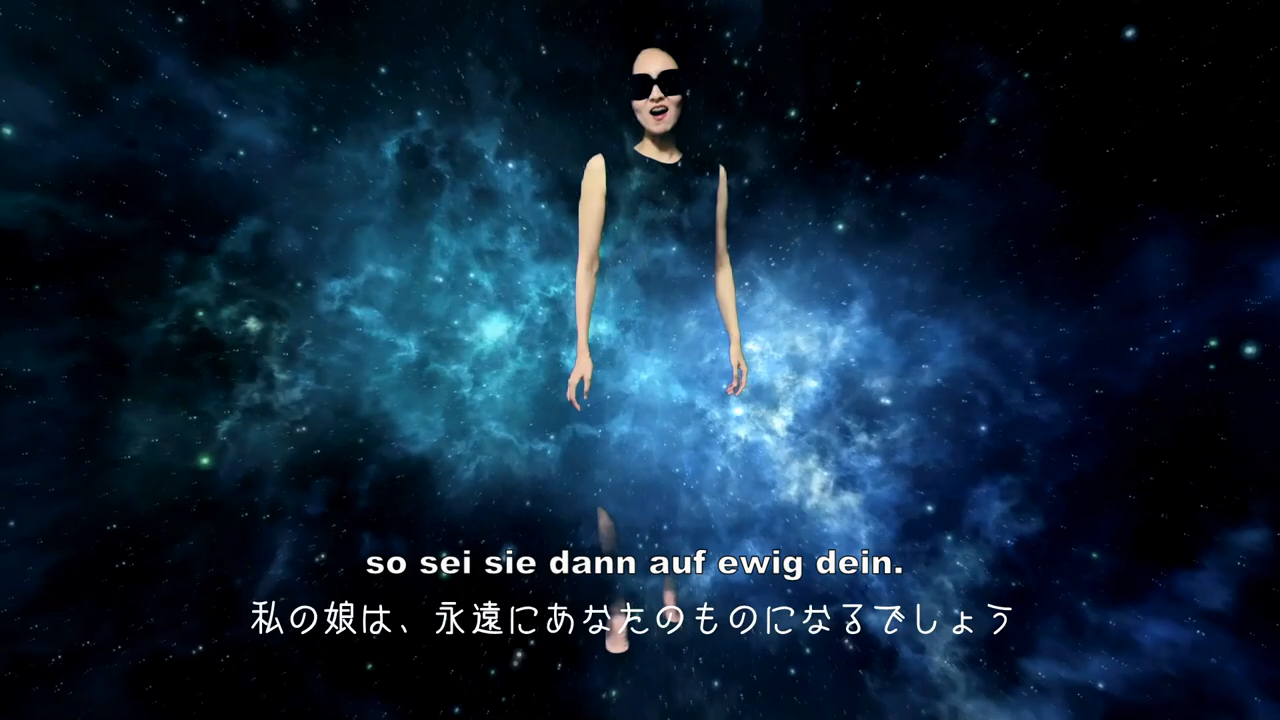 so sei sie dann auf ewig dein.
私の娘は、永遠にあなたのものになるでしょう